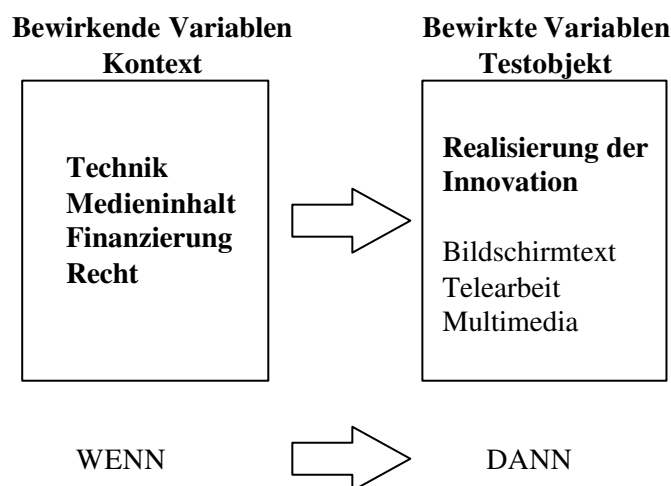 Bewirkende Variablen
Kontext
Bewirkte Variablen
Testobjekt
Technik
Medieninhalt
Finanzierung
Recht
Realisierung der
Innovation
Bildschirmtext
Telearbeit
Multimedia
WENN
DANN